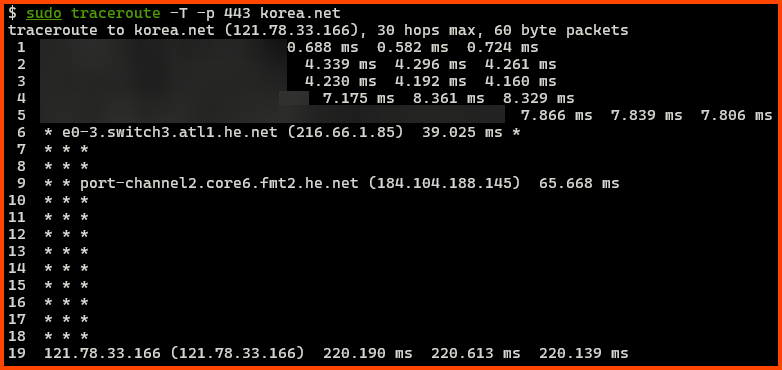 $ sudo traceroute -T -p 443 korea.net
traceroute to korea.net (121.78.33.166), 30 hops max, 60 byte packets
1 0.688 ms 0.582 ms 0.724 ms
2 4.339 ms 4.296 ms 4.261 ms
3 4.230 ms 4.192 ms 4.160 ms
4 7.175 ms 8.361 ms 8.329 ms
5 7.866 ms 7.839 ms 7.806 ms
6 * e0-3.switch3.atl1.he.net (216.66.1.85) 39.025 ms *
7 * * *
8 * * *
9 * * port-channel2.core6.fmt2.he.net (184.104.188.145) 65.668 ms
10 * * *
11 * * *
12 * * *
13 * * *
14 * * *
15 * * *
16 * * *
17 * * *
18 * * *
19 121.78.33.166 (121.78.33.166) 220.190 ms 220.613 ms 220.139 ms